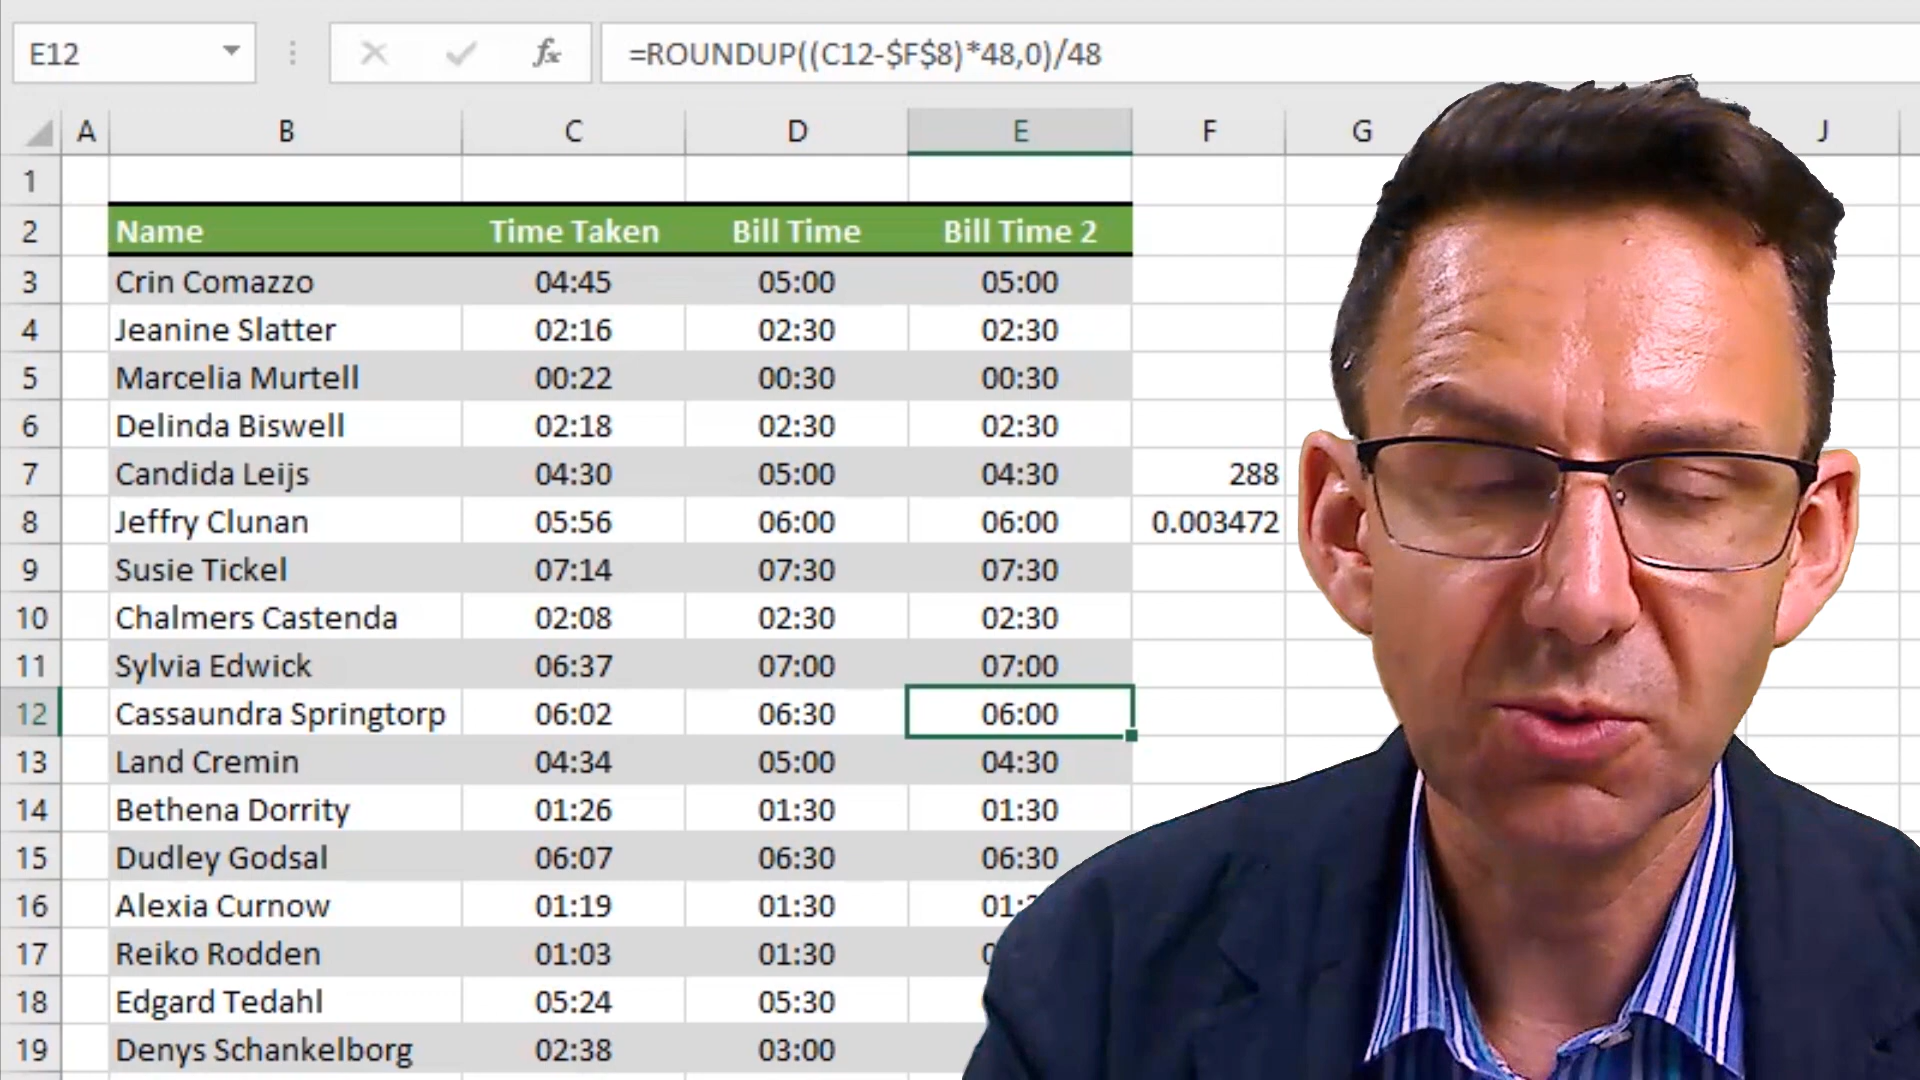 E12 fx =ROUNDUP((C12-$F$8)*48,0)/48
A B C D E F G J
1
2 Name Time Taken Bill Time Bill Time 2
3 Crin Comazzo 04:45 05:00 05:00
4 Jeanine Slatter 02:16 02:30 02:30
5 Marcelia Murtell 00:22 00:30 00:30
6 Delinda Biswell 02:18 02:30 02:30
7 Candida Leijs 04:30 05:00 04:30 288
8 Jeffry Clunan 05:56 06:00 06:00 0.003472
9 Susie Tickel 07:14 07:30 07:30
10 Chalmers Castenda 02:08 02:30 02:30
11 Sylvia Edwick 06:37 07:00 07:00
12 Cassaundra Springtorp 06:02 06:30 06:00
13 Land Cremin 04:34 05:00 04:30
14 Bethena Dorrity 01:26 01:30 01:30
15 Dudley Godsal 06:07 06:30 06:30
16 Alexia Curnow 01:19 01:30
17 Reiko Rodden 01:03 01:30
18 Edgard Tedahl 05:24 05:30
19 Denys Schankelborg 02:38 03:00